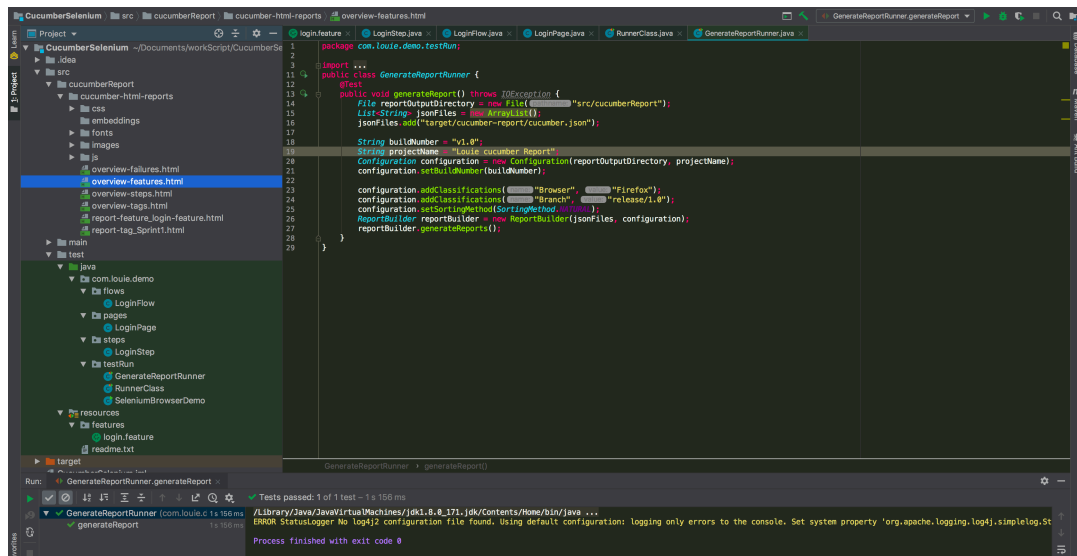 CucumberSelenium src cucumberReport cucumber-html-reports overview-features.html
GenerateReportRunner.generateReport
Project
login.feature LoginStep.java LoginFlow.java LoginPage.java RunnerClass.java GenerateReportRunner.java
Learn
1: Project
CucumberSelenium ~/Documents/workScript/CucumberSe
.idea
src
cucumberReport
cucumber-html-reports
css
embeddings
fonts
images
js
overview-failures.html
overview-features.html
overview-steps.html
overview-tags.html
report-feature_login-feature.html
report-tag_Sprint1.html
main
test
java
com.louie.demo
flows
LoginFlow
pages
LoginPage
steps
LoginStep
testRun
GenerateReportRunner
RunnerClass
SeleniumBrowserDemo
resources
features
login.feature
readme.txt
target
1 package com.louie.demo.testRun;
2
3 import ...
11 public class GenerateReportRunner {
12 @Test
13 public void generateReport() throws IOException {
14 File reportOutputDirectory = new File( "src/cucumberReport");
15 List<String> jsonFiles = new ArrayList();
16 jsonFiles.add("target/cucumber-report/cucumber.json");
17
18 String buildNumber = "v1.0";
19 String projectName = "Louie cucumber Report"
20 Configuration configuration = new Configuration(reportOutputDirectory, projectName);
21 configuration.setBuildNumber(buildNumber);
22
23 configuration.addClassifications( "Browser", "Firefox");
24 configuration.addClassifications( "Branch", "release/1.0");
25 configuration.setSortingMethod(SortingMethod. );
26 ReportBuilder reportBuilder = new ReportBuilder(jsonFiles, configuration);
27 reportBuilder.generateReports();
28 }
29 }
GenerateReportRunner › generateReport()
Run: GenerateReportRunner.generateReport
Tests passed: 1 of 1 test – 1 s 156 ms
GenerateReportRunner (com.louie.d 1 s 156 ms
generateReport 1 s 156 ms
/Library/Java/JavaVirtualMachines/jdk1.8.0_171.jdk/Contents/Home/bin/java ...
ERROR StatusLogger No log4j2 configuration file found. Using default configuration: logging only errors to the console. Set system property 'org.apache.logging.log4j.simplelog.St
Process finished with exit code 0